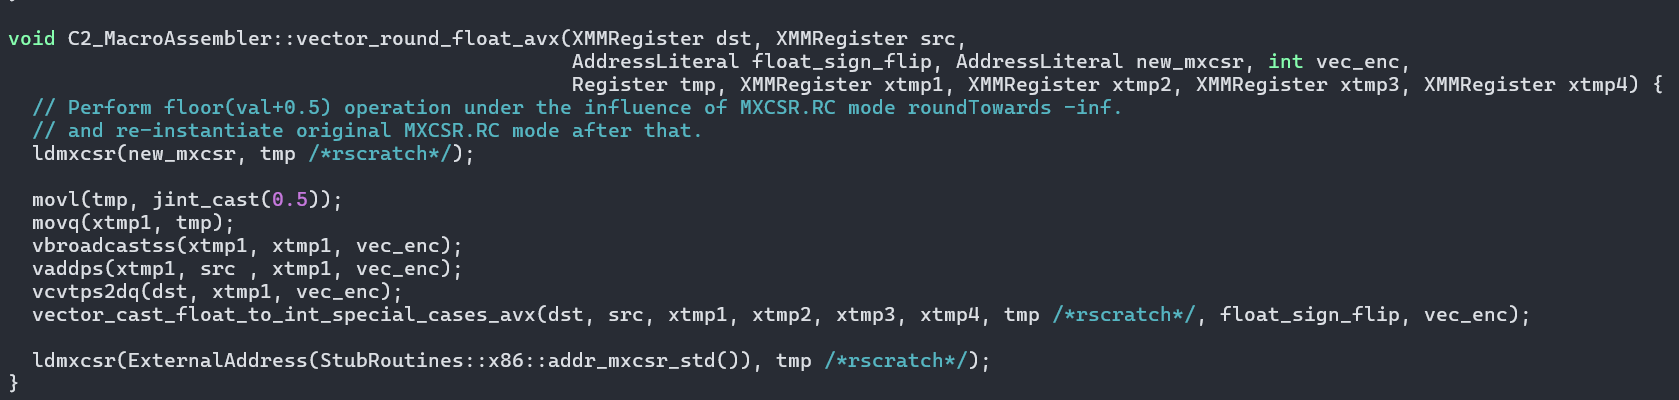 void C2_MacroAssembler::vector_round_float_avx(XMMRegister dst, XMMRegister src,
                                               AddressLiteral float_sign_flip, AddressLiteral new_mxcsr, int vec_enc,
                                               Register tmp, XMMRegister xtmp1, XMMRegister xtmp2, XMMRegister xtmp3, XMMRegister xtmp4) {
  // Perform floor(val+0.5) operation under the influence of MXCSR.RC mode roundTowards -inf.
  // and re-instantiate original MXCSR.RC mode after that.
  ldmxcsr(new_mxcsr, tmp /*rscratch*/);

  movl(tmp, jint_cast(0.5));
  movq(xtmp1, tmp);
  vbroadcastss(xtmp1, xtmp1, vec_enc);
  vaddps(xtmp1, src , xtmp1, vec_enc);
  vcvtps2dq(dst, xtmp1, vec_enc);
  vector_cast_float_to_int_special_cases_avx(dst, src, xtmp1, xtmp2, xtmp3, xtmp4, tmp /*rscratch*/, float_sign_flip, vec_enc);

  ldmxcsr(ExternalAddress(StubRoutines::x86::addr_mxcsr_std()), tmp /*rscratch*/);
}